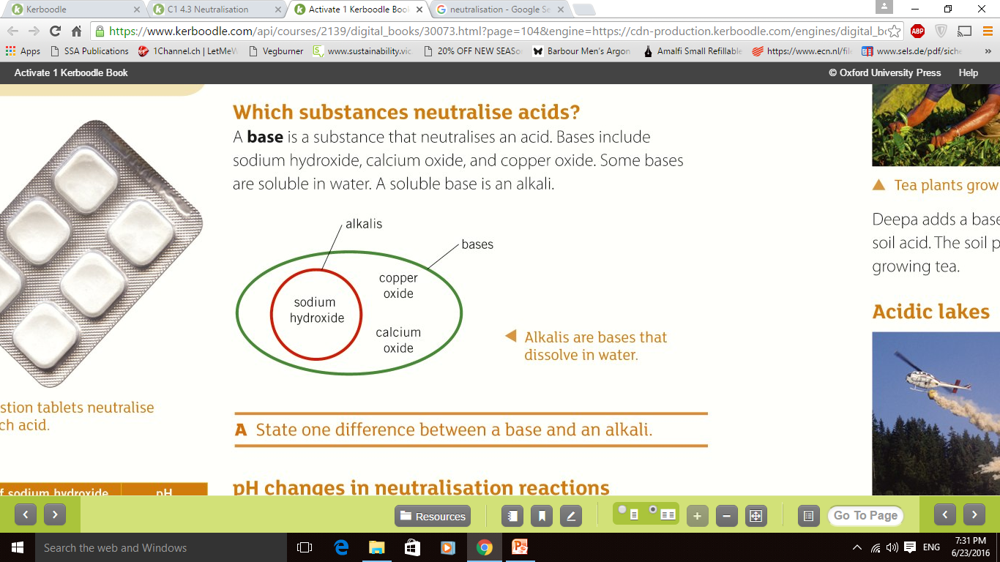 Kerboodle
C1 4.3 Neutralisation
Activate 1 Kerboodle Boo
neutralisation - Google Se
https://www.kerboodle.com/api/courses/2139/digital_books/30073.html?page=104&engine=https://cdn-production.kerboodle.com/engines/digital_b
ABP
Apps
SSA Publications
1Channel.ch | LetMeW
Vegburner
www.sustainability.vic.
20% OFF NEW SEASo
Barbour Men's Argon
Amalfi Small Refillable
https://www.ecn.nl/file
www.sels.de/pdf/siche
»
Activate 1 Kerboodle Book
© Oxford University Press
Help
Which substances neutralise acids?
A base is a substance that neutralises an acid. Bases include
sodium hydroxide, calcium oxide, and copper oxide. Some bases
are soluble in water. A soluble base is an alkali.
alkalis
bases
copper
oxide
sodium
hydroxide
calcium
oxide
Alkalis are bases that
dissolve in water.
stion tablets neutralise
ch acid.
A State one difference between a base and an alkali.
f sodium hydroxide
pH
pH changes in neutralisation reactions
Tea plants grow
Deepa adds a base
soil acid. The soil p
growing tea.
Acidic lakes
Resources
Go To Page
Search the web and Windows
ENG
7:31 PM
6/23/2016